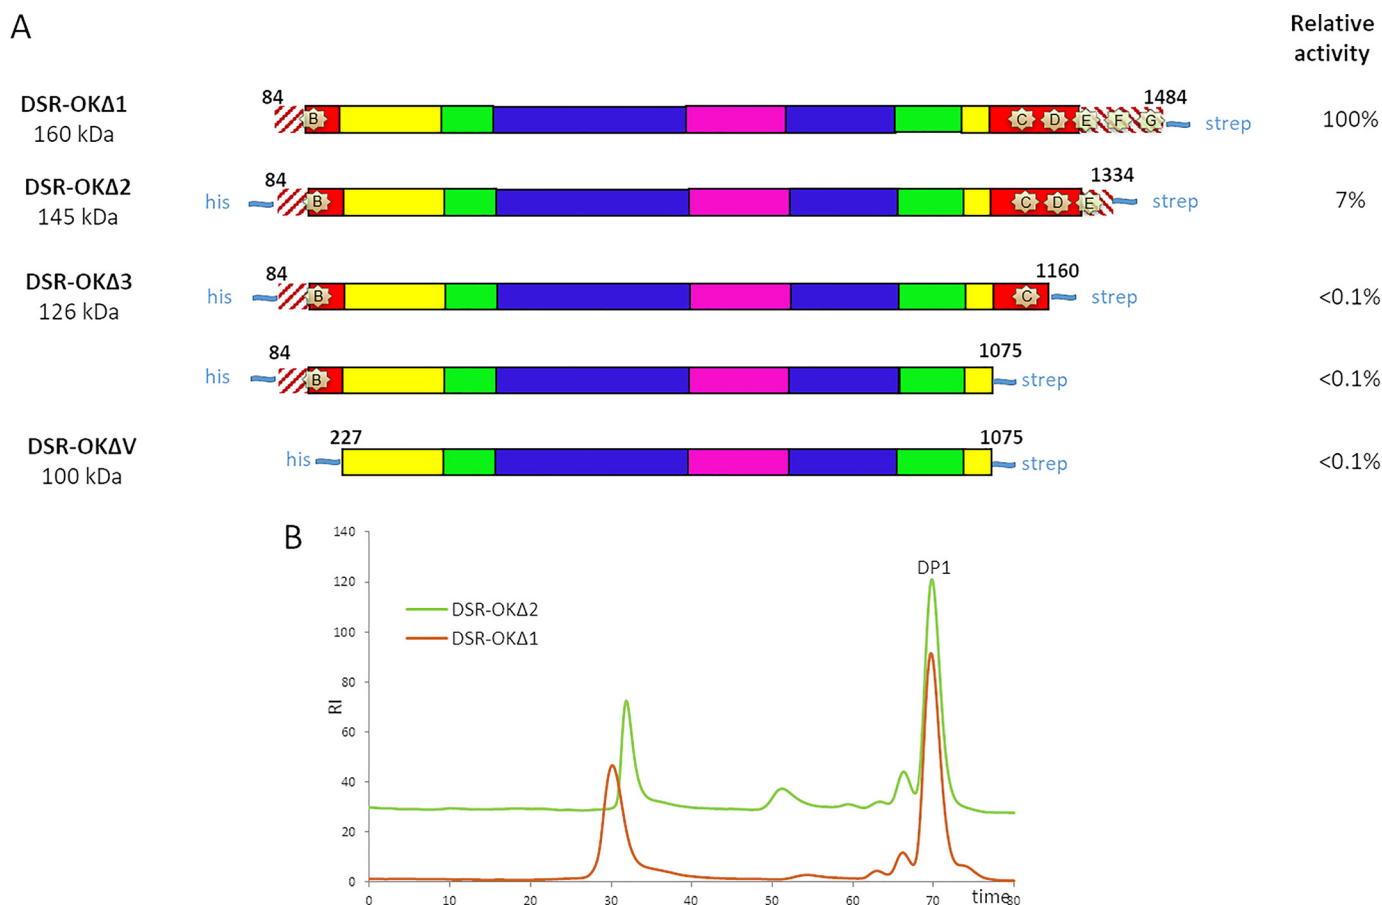 A
Relative
activity
84
1484
DSR-OKΔ1
160 kDa
B
C
D
E
F
G
strep
100%
84
1334
DSR-OKΔ2
145 kDa
his
B
C
D
E
strep
7%
84
1160
DSR-OKΔ3
126 kDa
his
B
C
strep
<0.1%
84
1075
his
B
strep
<0.1%
227
1075
DSR-OKΔV
100 kDa
his
strep
<0.1%
B
140
120
100
80
60
40
20
0
RI
DSR-OKΔ2
DSR-OKΔ1
DP1
0 10 20 30 40 50 60 70 80
time